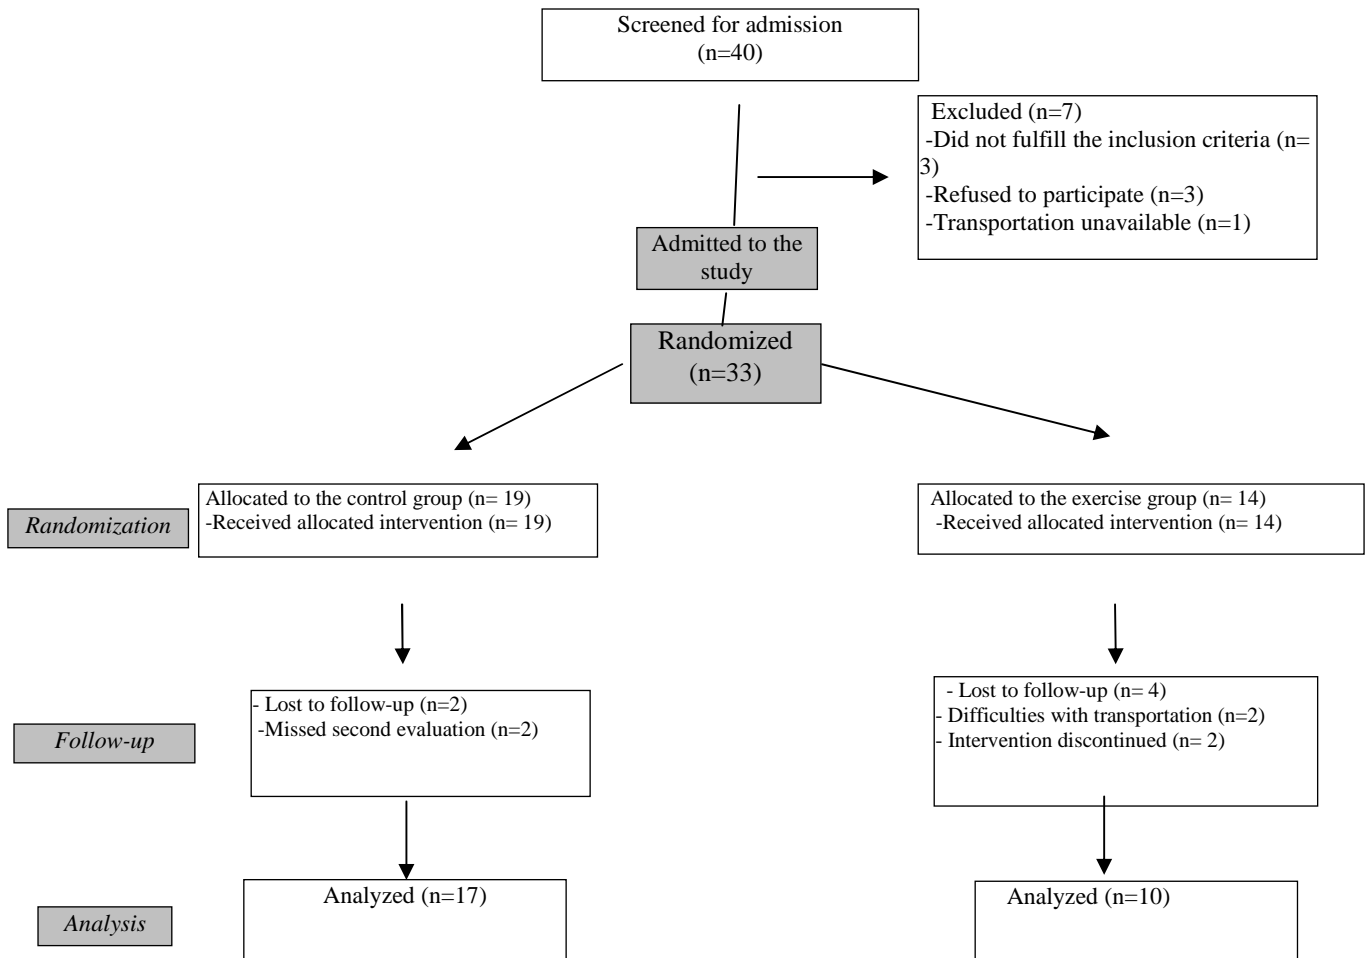 Screened for admission
(n=40)
Excluded (n=7)
-Did not fulfill the inclusion criteria (n=
3)
-Refused to participate (n=3)
-Transportation unavailable (n=1)
Admitted to the
study
Randomized
(n=33)
Randomization
Allocated to the control group (n= 19)
-Received allocated intervention (n= 19)
Allocated to the exercise group (n= 14)
-Received allocated intervention (n= 14)
Follow-up
- Lost to follow-up (n=2)
-Missed second evaluation (n=2)
- Lost to follow-up (n= 4)
- Difficulties with transportation (n=2)
- Intervention discontinued (n= 2)
Analysis
Analyzed (n=17)
Analyzed (n=10)